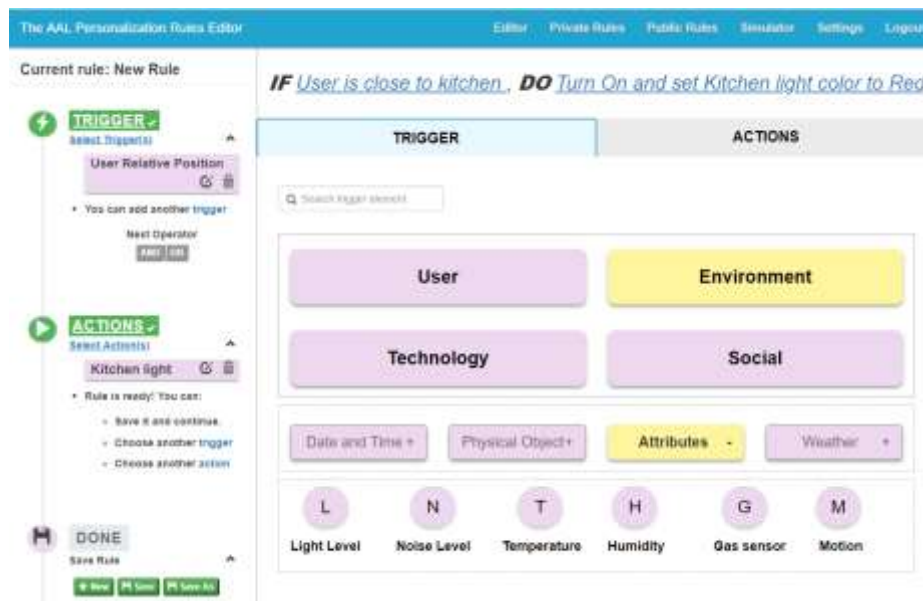 The AAL Personalization Rules Editor
Editor Private Rules Public Rules Simulator Settings Logout
Current rule: New Rule
IF User is close to kitchen , DO Turn On and set Kitchen light color to Red
TRIGGER
Select Trigger(s)
User Relative Position
• You can add another trigger
Next Operator
AND OR
ACTIONS
Select Action(s)
Kitchen light
• Rule is ready! You can:
Save it and continue.
Choose another trigger
Choose another action
DONE
Save Rule
+ New Save Save As
TRIGGER ACTIONS
Search trigger element
User Environment
Technology Social
Date and Time + Physical Object+ Attributes - Weather +
L N T H G M
Light Level Noise Level Temperature Humidity Gas sensor Motion